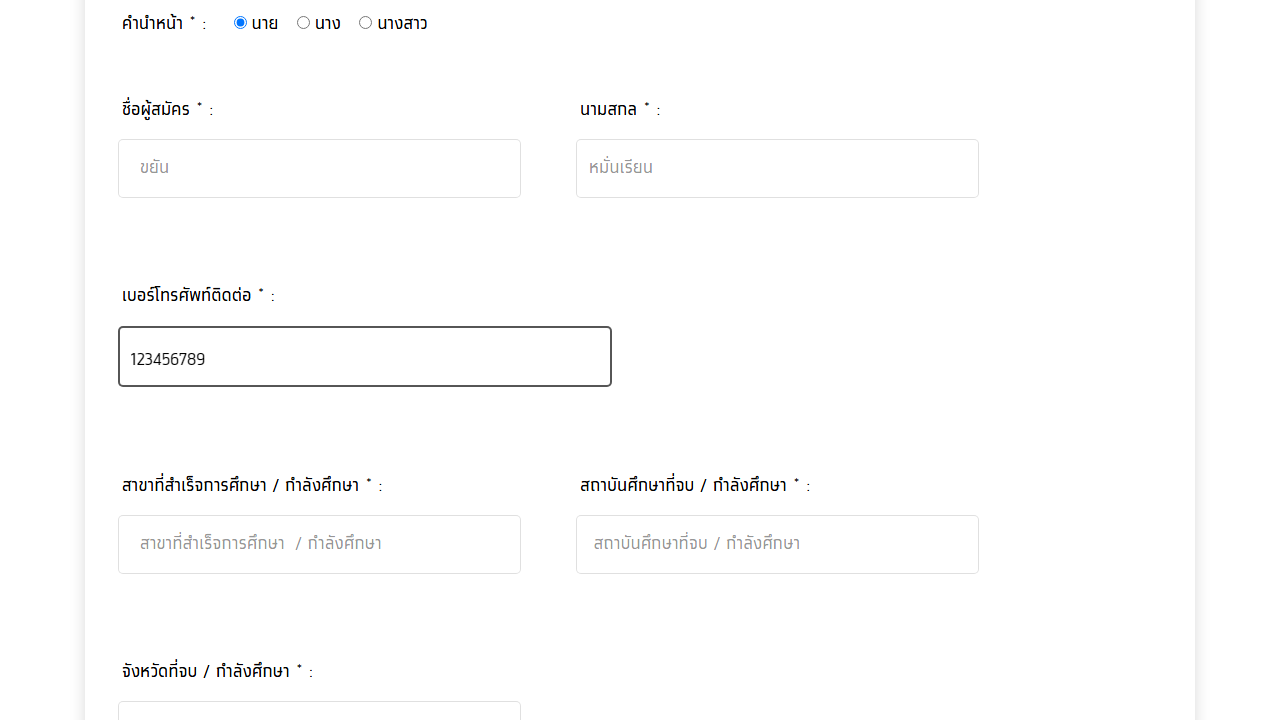 คำนำหน้า * : นาย นาง นางสาว
ชื่อผู้สมัคร * : นามสกล * :
ขยัน หมั่นเรียน
เบอร์โทรศัพท์ติดต่อ * :
123456789
สาขาที่สำเร็จการศึกษา / กำลังศึกษา * : สถาบันศึกษาที่จบ / กำลังศึกษา * :
สาขาที่สำเร็จการศึกษา / กำลังศึกษา สถาบันศึกษาที่จบ / กำลังศึกษา
จังหวัดที่จบ / กำลังศึกษา * :